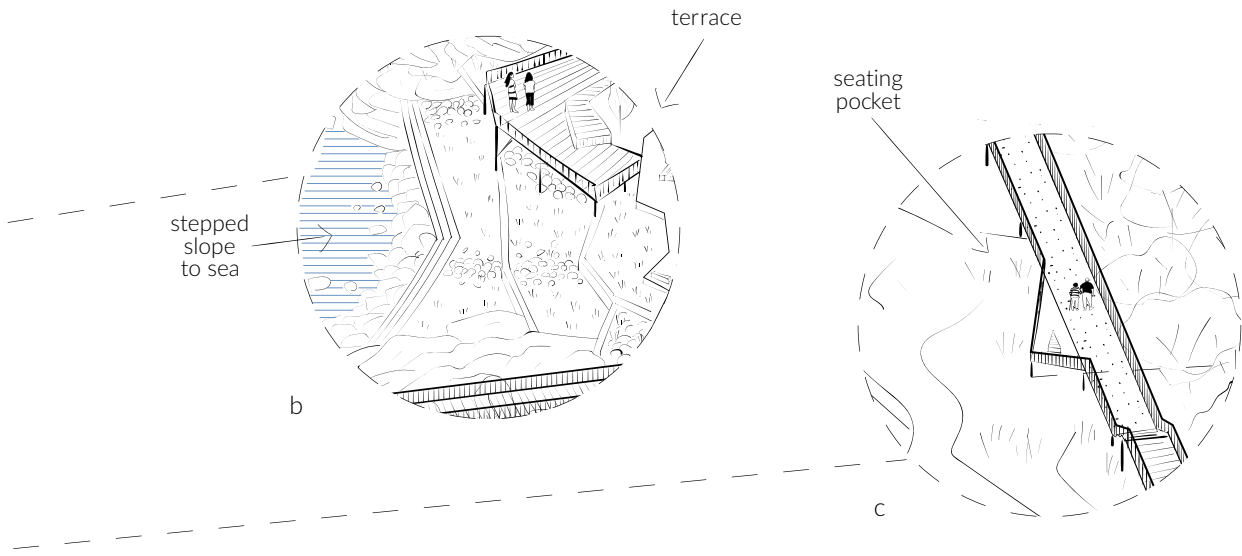 terrace
seating
pocket
stepped
slope
to sea
b
c